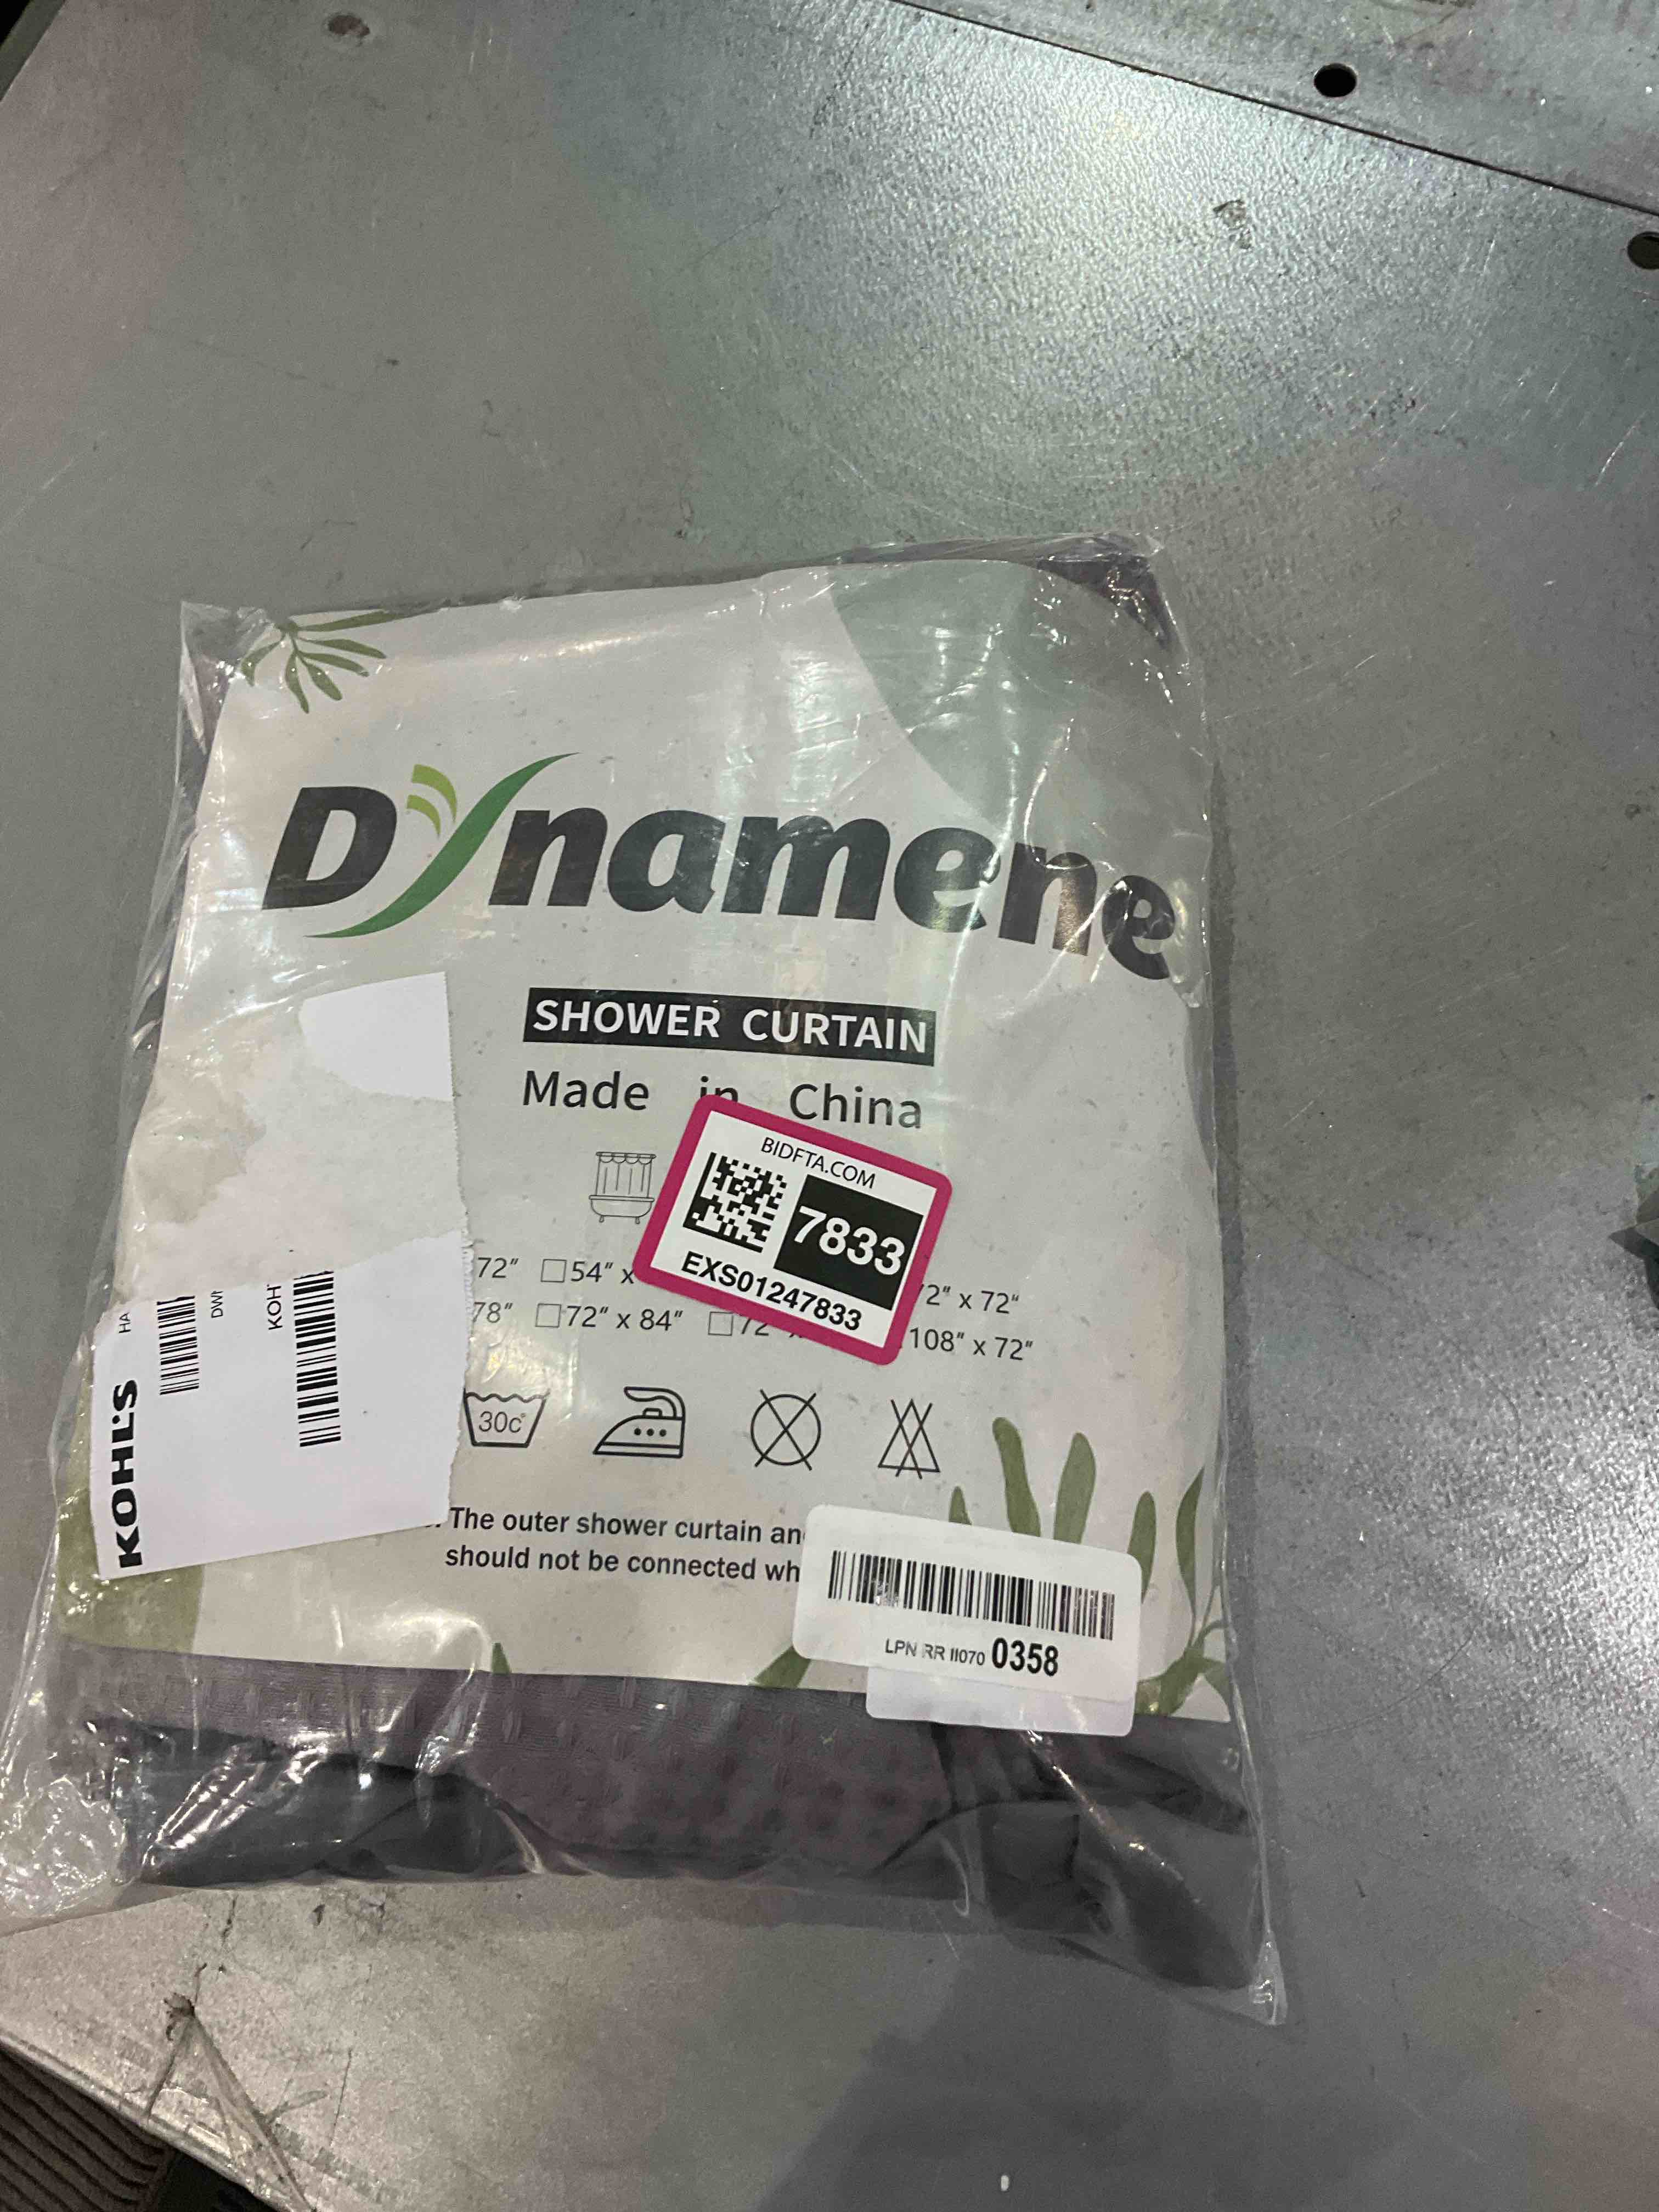 Dynamene
SHOWER CURTAIN
Made in China
BIDFTA.COM
7833
EXS01247833
72" 54" x 2" x 72"
78" 72" x 84" 72" 108" x 72"
30c
The outer shower curtain an
should not be connected wh
LPN RR II070 0358
KOHL'S
HA
DW
KOH